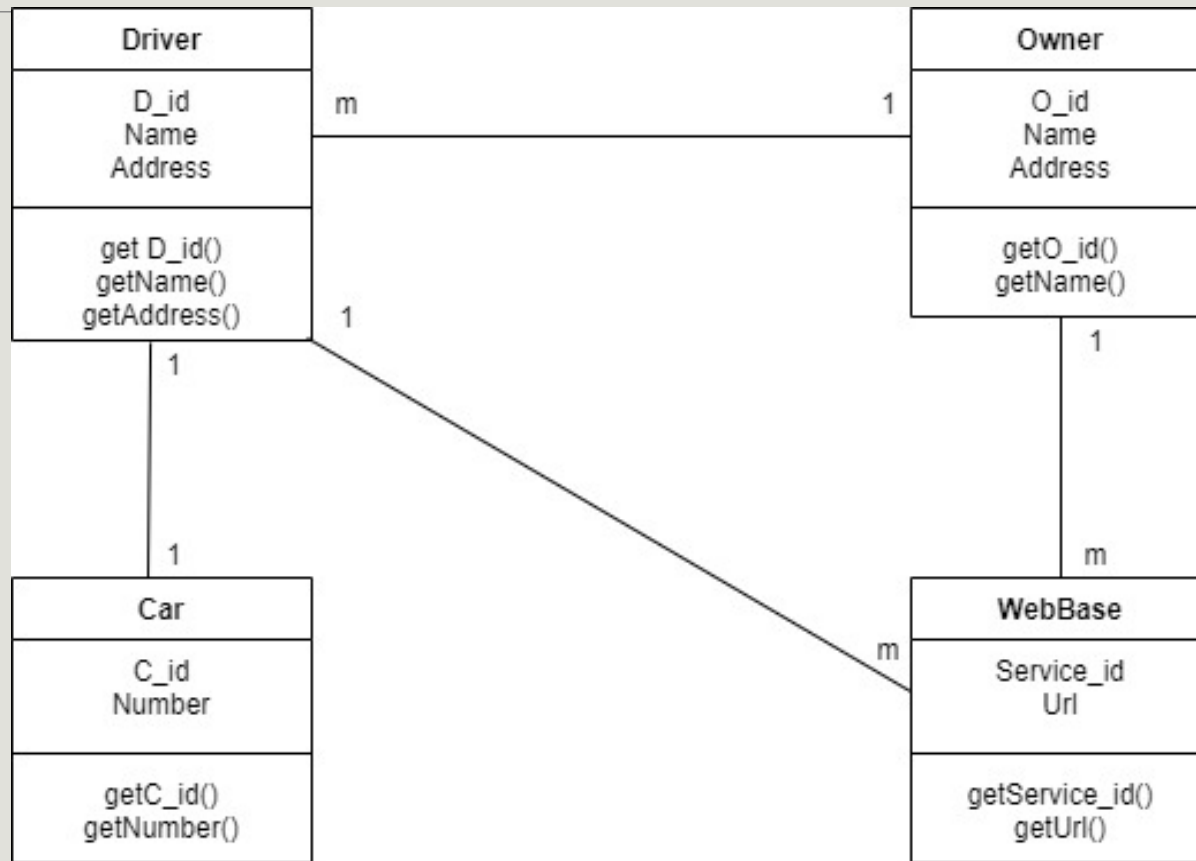 Driver
D_id
Name
Address
get D_id()
getName()
getAddress()
m
1
Owner
O_id
Name
Address
getO_id()
getName()
1
1
1
1
m
m
Car
C_id
Number
getC_id()
getNumber()
WebBase
Service_id
Url
getService_id()
getUrl()